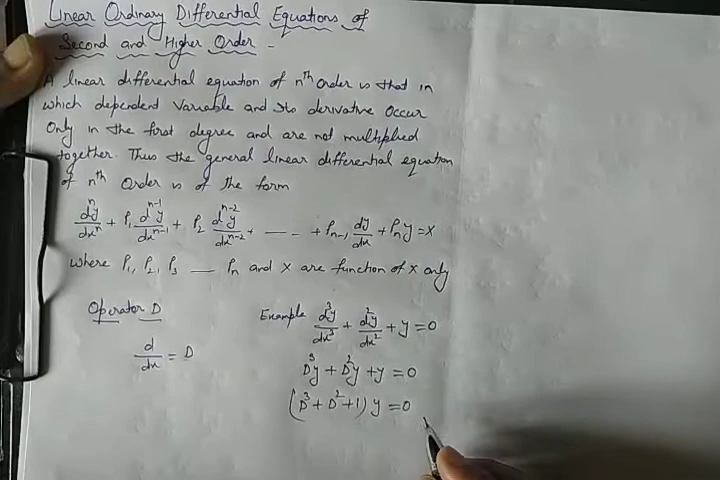 Linear Ordinary Differential Equations of
Second and Higher Order -
A linear differential equation of nth order is that in
which dependent variable and its derivative occur
Only in the first degree and are not multiplied
together. Thus the general linear differential equation
of nth Order is of the form
dⁿy/dxⁿ + P₁ dⁿ⁻¹y/dxⁿ⁻¹ + P₂ dⁿ⁻²y/dxⁿ⁻² + — - - + Pₙ₋₁ dy/dx + Pₙy = X
where P₁, P₂, P₃ — Pₙ and X are function of x only
Operator D
d/dx = D
Example d³y/dx³ + d²y/dx² + y = 0
D³y + D²y + y = 0
(D³ + D² + 1) y = 0